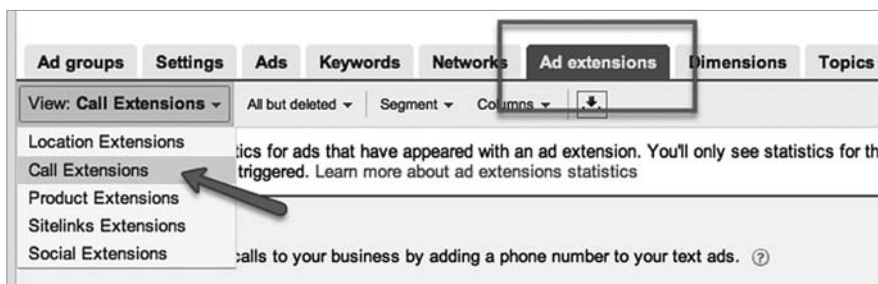 Ad groups Settings Ads Keywords Networks Ad extensions Dimensions Topics
View: Call Extensions All but deleted Segment Columns
Location Extensions
tics for ads that have appeared with an ad extension. You'll only see statistics for th
Call Extensions
triggered. Learn more about ad extensions statistics
Product Extensions
Sitelinks Extensions
Social Extensions
calls to your business by adding a phone number to your text ads. ?